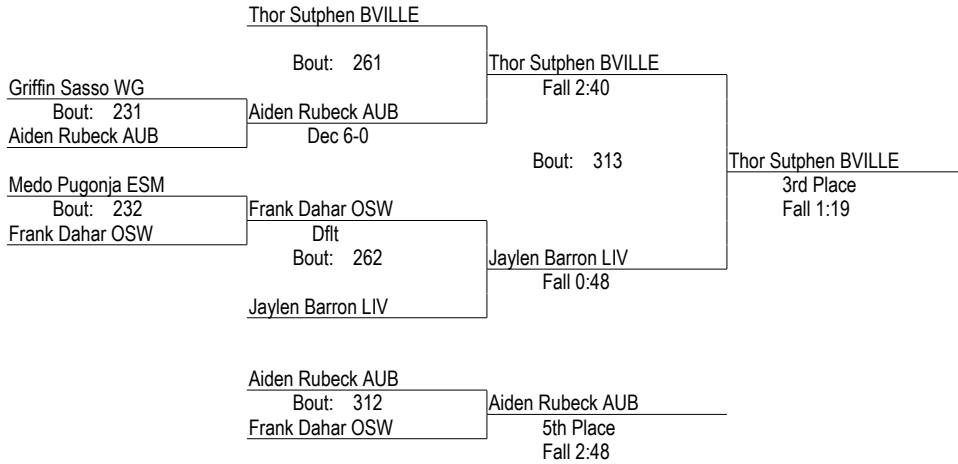 Thor Sutphen BVILLE
Bout: 261
Thor Sutphen BVILLE
Fall 2:40
Griffin Sasso WG
Bout: 231
Aiden Rubeck AUB
Aiden Rubeck AUB
Dec 6-0
Bout: 313
Thor Sutphen BVILLE
3rd Place
Fall 1:19
Medo Pugonja ESM
Bout: 232
Frank Dahar OSW
Frank Dahar OSW
Dflt
Bout: 262
Jaylen Barron LIV
Fall 0:48
Jaylen Barron LIV
Aiden Rubeck AUB
Bout: 312
Frank Dahar OSW
Aiden Rubeck AUB
5th Place
Fall 2:48